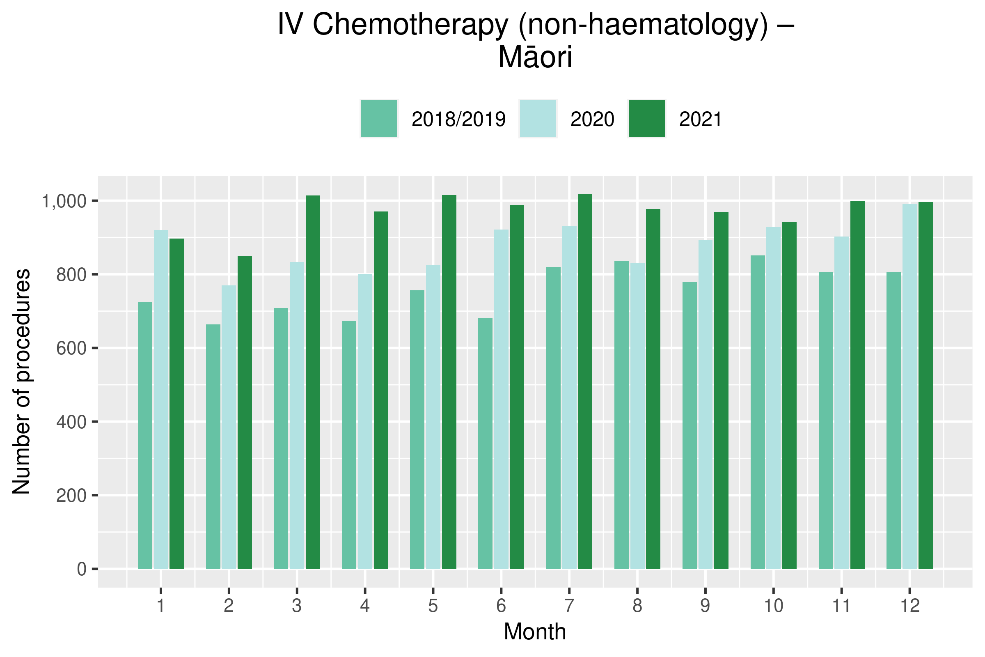 IV Chemotherapy (non-haematology) –
Māori
2018/2019 2020 2021
Number of procedures
1,000
800
600
400
200
0
1 2 3 4 5 6 7 8 9 10 11 12
Month